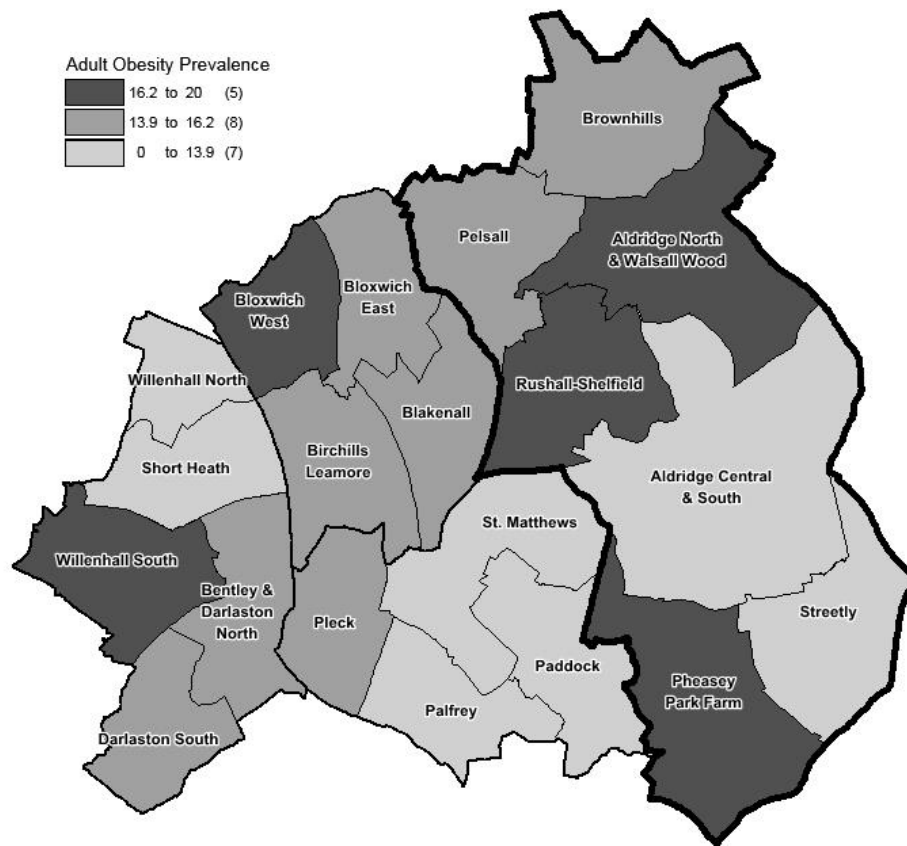 Adult Obesity Prevalence
16.2 to 20 (5)
13.9 to 16.2 (8)
0 to 13.9 (7)
Brownhills
Pelsall
Aldridge North
& Walsall Wood
Bloxwich
West
Bloxwich
East
Willenhall North
Rushall-Shelfield
Blakenall
Short Heath
Birchills
Leamore
Aldridge Central
& South
St. Matthews
Willenhall South
Bentley &
Darlaston
North
Pleck
Streetly
Paddock
Pheasey
Park Farm
Palfrey
Darlaston South